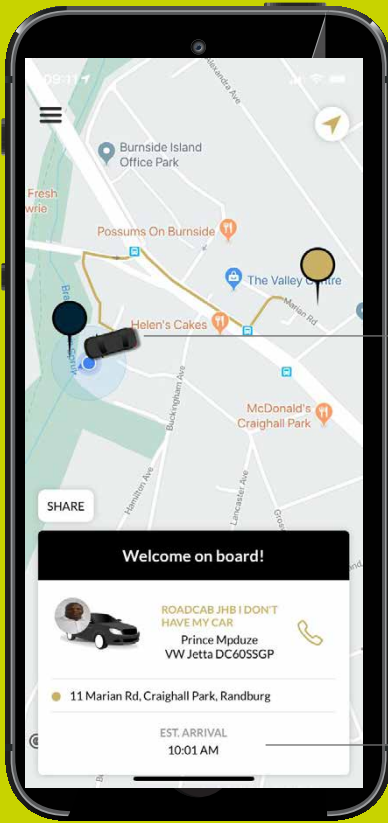 09:11
Alexandra Ave
Burnside Island
Office Park
Fresh
wrie
Possums On Burnside
The Valley Centre
Marian Rd
Helen's Cakes
Buckingham Ave
McDonald's
Craighall Park
Hamilton Ave
Lancaster Ave
SHARE
Welcome on board!
ROADCAB JHB I DON'T
HAVE MY CAR
Prince Mpduze
VW Jetta DC60SSGP
11 Marian Rd, Craighall Park, Randburg
EST. ARRIVAL
10:01 AM